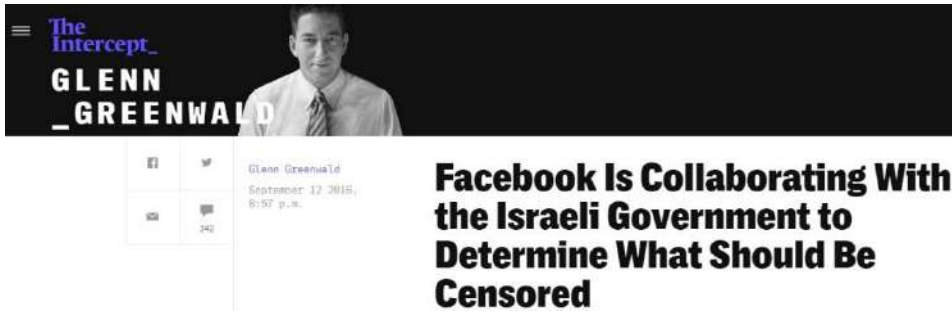 The
Intercept_
GLENN
_GREENWALD
Glenn Greenwald
September 12 2016,
8:57 p.m.
342
Facebook Is Collaborating With
the Israeli Government to
Determine What Should Be
Censored